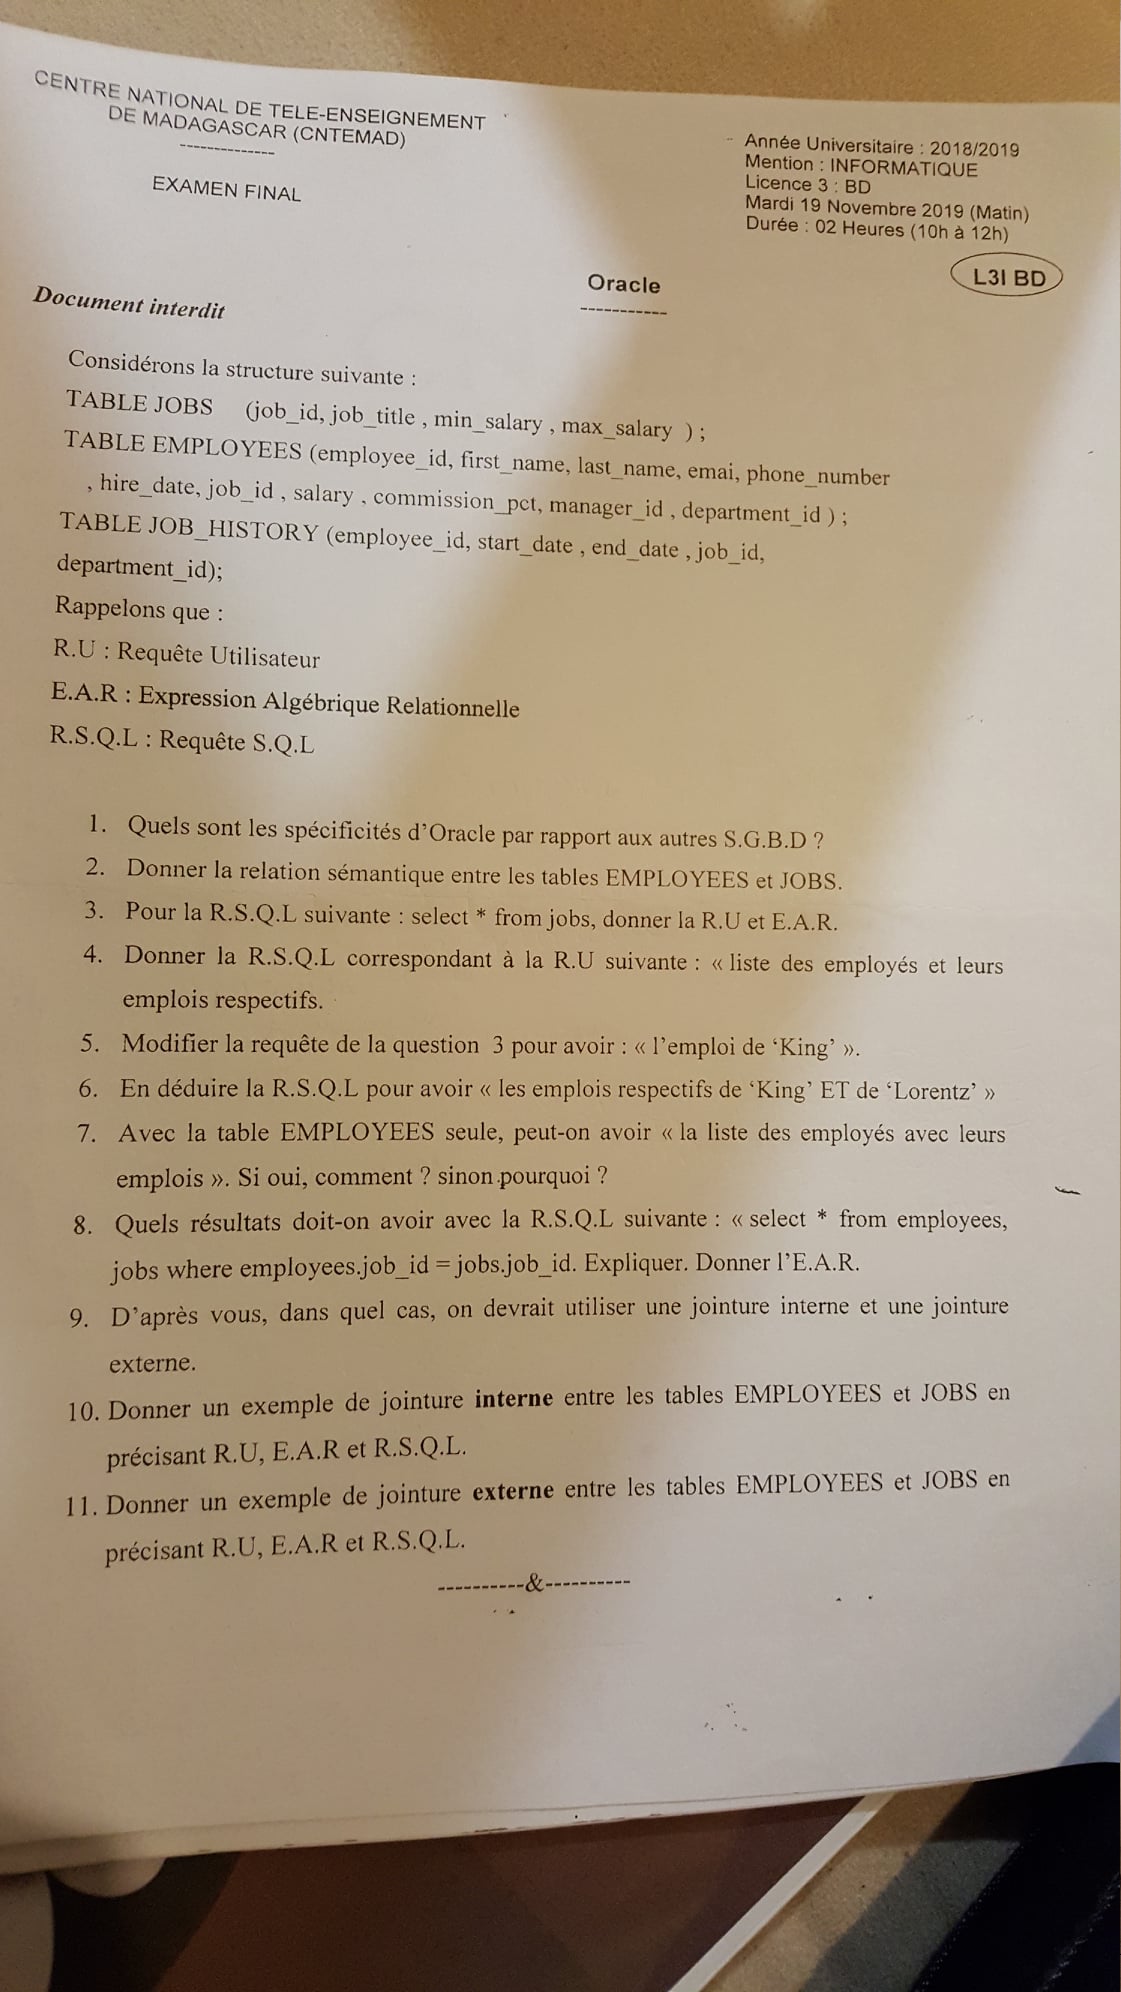 CENTRE NATIONAL DE TELE-ENSEIGNEMENT
DE MADAGASCAR (CNTEMAD)
--------------
EXAMEN FINAL
Année Universitaire : 2018/2019
Mention : INFORMATIQUE
Licence 3 : BD
Mardi 19 Novembre 2019 (Matin)
Durée : 02 Heures (10h à 12h)
L3I BD
Oracle
-----------
Document interdit
Considérons la structure suivante :
TABLE JOBS (job_id, job_title , min_salary , max_salary ) ;
TABLE EMPLOYEES (employee_id, first_name, last_name, emai, phone_number
, hire_date, job_id , salary , commission_pct, manager_id , department_id ) ;
TABLE JOB_HISTORY (employee_id, start_date , end_date , job_id,
department_id);
Rappelons que :
R.U : Requête Utilisateur
E.A.R : Expression Algébrique Relationnelle
R.S.Q.L : Requête S.Q.L
1. Quels sont les spécificités d'Oracle par rapport aux autres S.G.B.D ?
2. Donner la relation sémantique entre les tables EMPLOYEES et JOBS.
3. Pour la R.S.Q.L suivante : select * from jobs, donner la R.U et E.A.R.
4. Donner la R.S.Q.L correspondant à la R.U suivante : « liste des employés et leurs
emplois respectifs.
5. Modifier la requête de la question 3 pour avoir : « l'emploi de 'King' ».
6. En déduire la R.S.Q.L pour avoir « les emplois respectifs de 'King' ET de 'Lorentz' »
7. Avec la table EMPLOYEES seule, peut-on avoir « la liste des employés avec leurs
emplois ». Si oui, comment ? sinon pourquoi ?
8. Quels résultats doit-on avoir avec la R.S.Q.L suivante : « select * from employees,
jobs where employees.job_id = jobs.job_id. Expliquer. Donner l'E.A.R.
9. D'après vous, dans quel cas, on devrait utiliser une jointure interne et une jointure
externe.
10. Donner un exemple de jointure interne entre les tables EMPLOYEES et JOBS en
précisant R.U, E.A.R et R.S.Q.L.
11. Donner un exemple de jointure externe entre les tables EMPLOYEES et JOBS en
précisant R.U, E.A.R et R.S.Q.L.
----------&----------